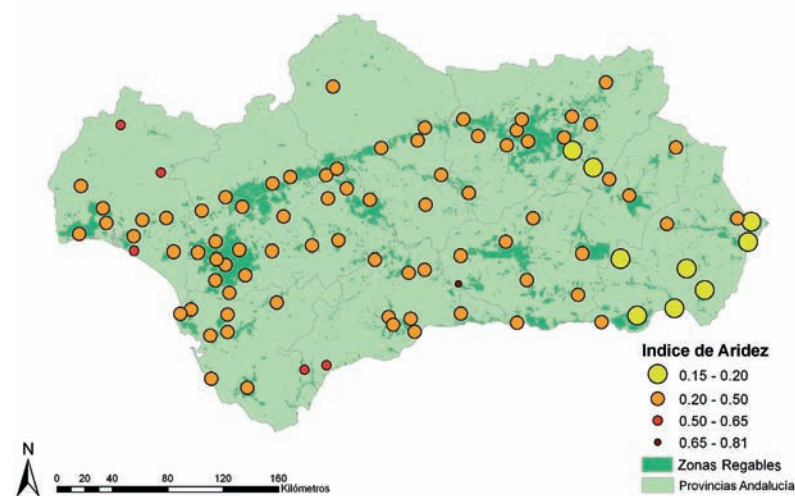 Indice de Aridez
0.15 - 0.20
0.20 - 0.50
0.50 - 0.65
0.65 - 0.81
Zonas Regables
Provincias Andalucía
N
0 20 40 80 120 160
Kilómetros